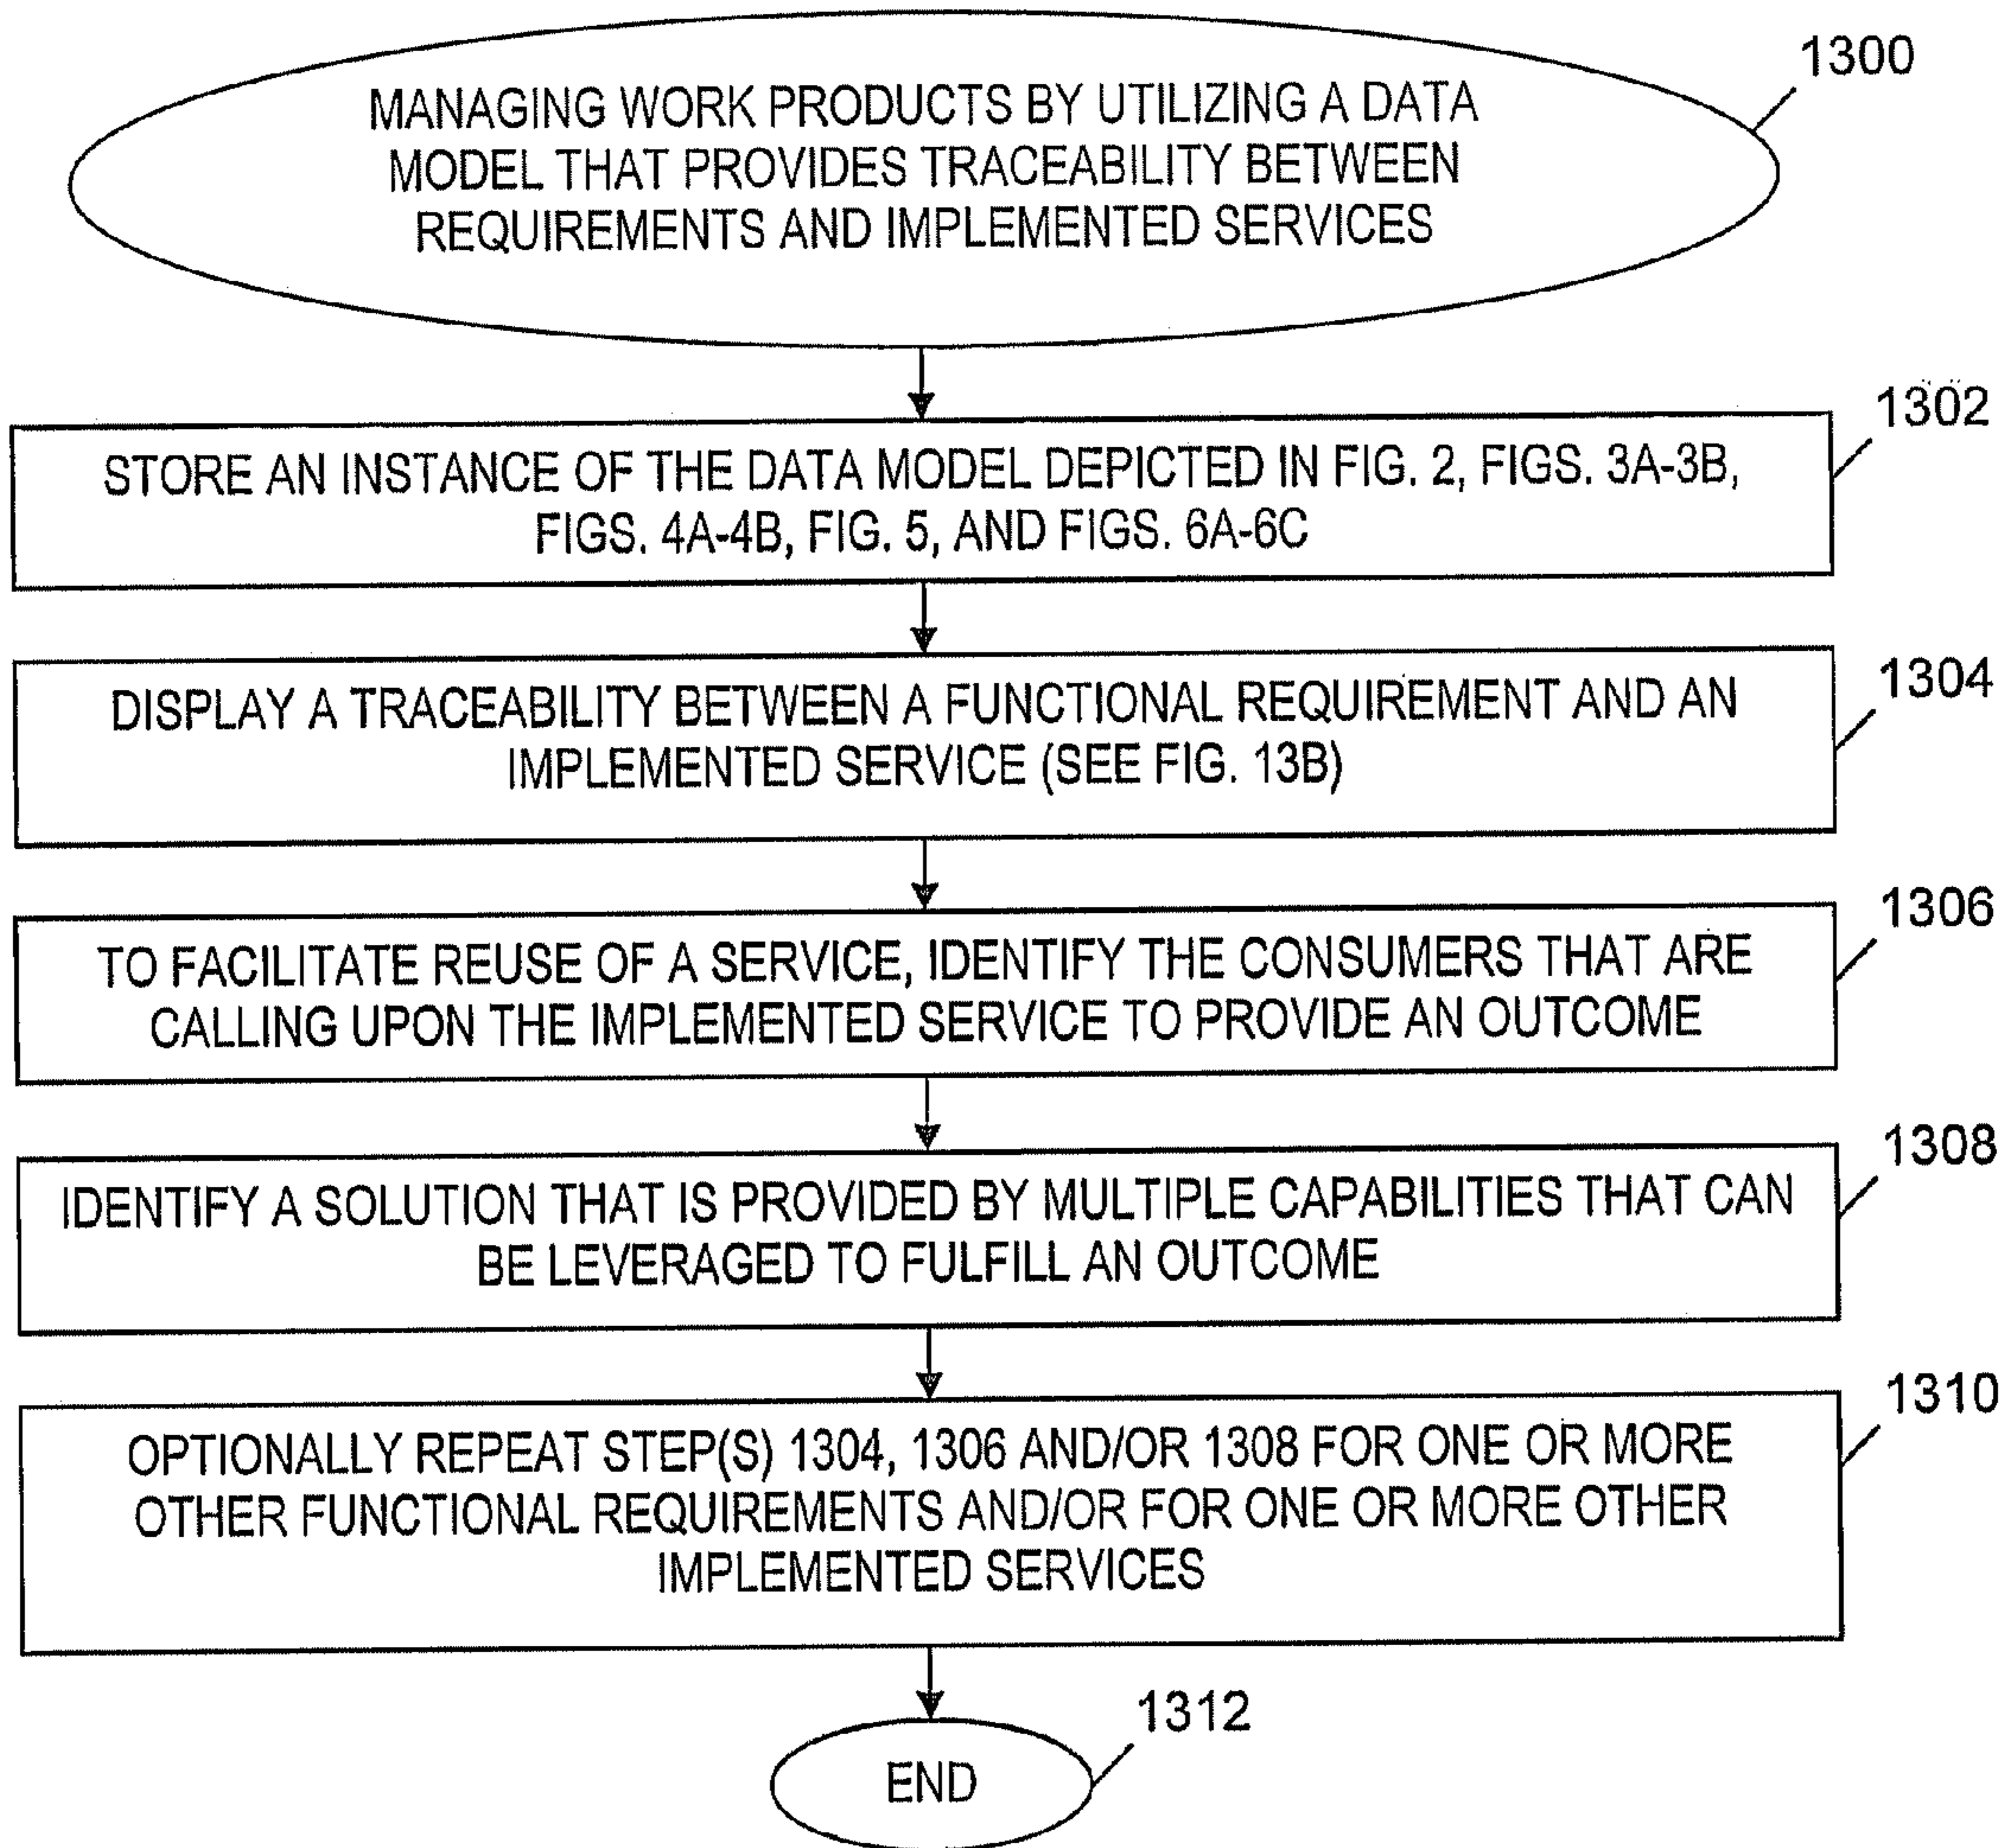 1300
MANAGING WORK PRODUCTS BY UTILIZING A DATA
MODEL THAT PROVIDES TRACEABILITY BETWEEN
REQUIREMENTS AND IMPLEMENTED SERVICES
1302
STORE AN INSTANCE OF THE DATA MODEL DEPICTED IN FIG. 2, FIGS. 3A-3B,
FIGS. 4A-4B, FIG. 5, AND FIGS. 6A-6C
1304
DISPLAY A TRACEABILITY BETWEEN A FUNCTIONAL REQUIREMENT AND AN
IMPLEMENTED SERVICE (SEE FIG. 13B)
1306
TO FACILITATE REUSE OF A SERVICE, IDENTIFY THE CONSUMERS THAT ARE
CALLING UPON THE IMPLEMENTED SERVICE TO PROVIDE AN OUTCOME
1308
IDENTIFY A SOLUTION THAT IS PROVIDED BY MULTIPLE CAPABILITIES THAT CAN
BE LEVERAGED TO FULFILL AN OUTCOME
1310
OPTIONALLY REPEAT STEP(S) 1304, 1306 AND/OR 1308 FOR ONE OR MORE
OTHER FUNCTIONAL REQUIREMENTS AND/OR FOR ONE OR MORE OTHER
IMPLEMENTED SERVICES
1312
END